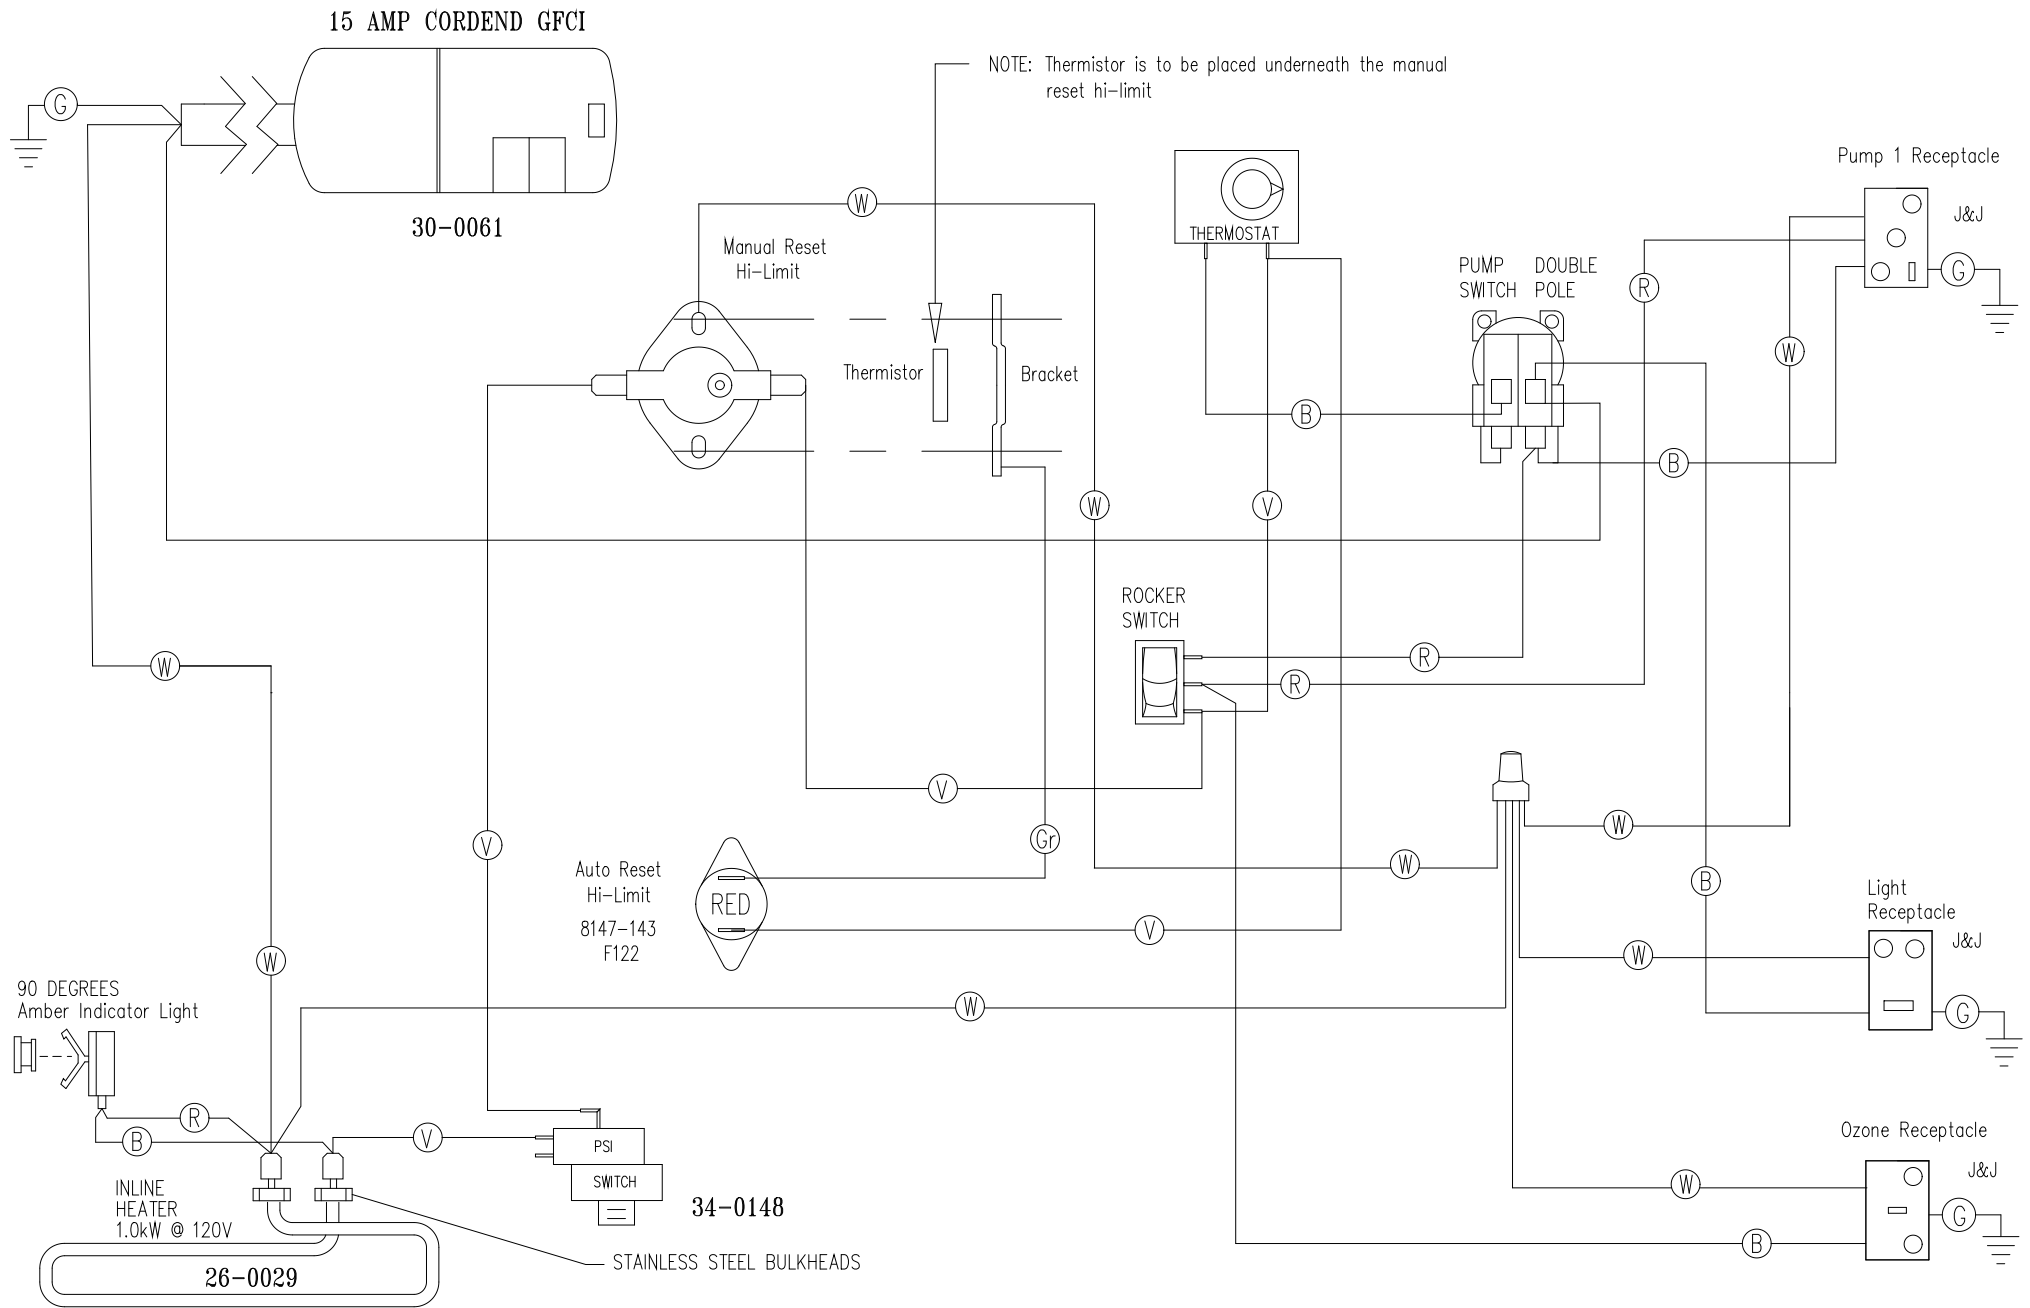 15 AMP CORDEND GFCI
NOTE: Thermistor is to be placed underneath the manual
reset hi-limit
G
30-0061
W
Manual Reset
Hi-Limit
THERMOSTAT
Pump 1 Receptacle
J&J
PUMP DOUBLE
SWITCH POLE
G
R
W
Thermistor
Bracket
B
B
W
V
ROCKER
SWITCH
R
R
W
V
V
Gr
W
W
B
Auto Reset
Hi-Limit
8147-143
F122
RED
V
Light
Receptacle
J&J
W
G
W
W
90 DEGREES
Amber Indicator Light
R
B
V
PSI
SWITCH
34-0148
INLINE
HEATER
1.0kW @ 120V
26-0029
STAINLESS STEEL BULKHEADS
Ozone Receptacle
J&J
W
G
B